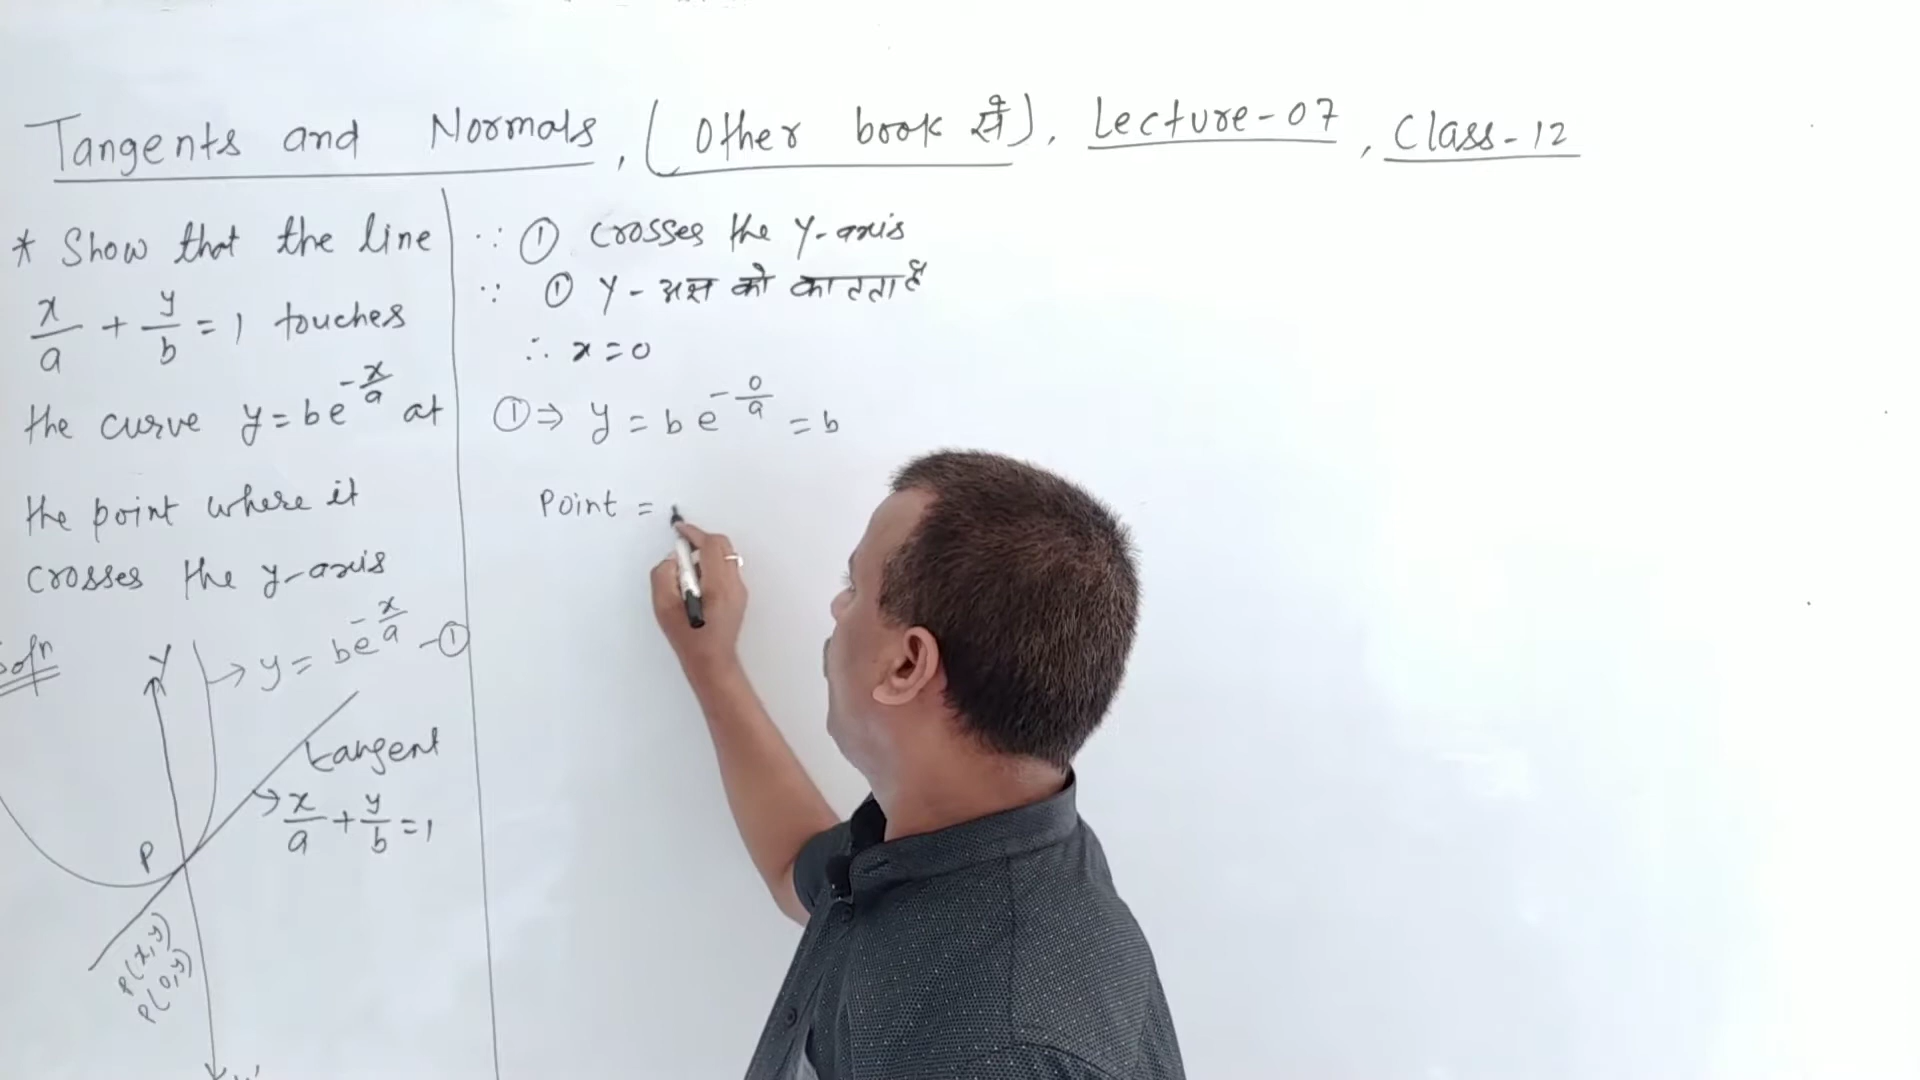 Tangents and Normals, (Other book से), Lecture-07, Class-12
* Show that the line
x/a + y/b = 1 touches
the curve y = be^(-x/a) at
the point where it
crosses the y-axis
Soln
Y
→ y = be^(-x/a) - ①
tangent
→ x/a + y/b = 1
P
P(x,y)
P(0,y)
∵ ① crosses the Y-axis
∵ ① Y-अक्ष को काटता है
∴ x = 0
① ⇒ y = b e^(-0/a) = b
Point =